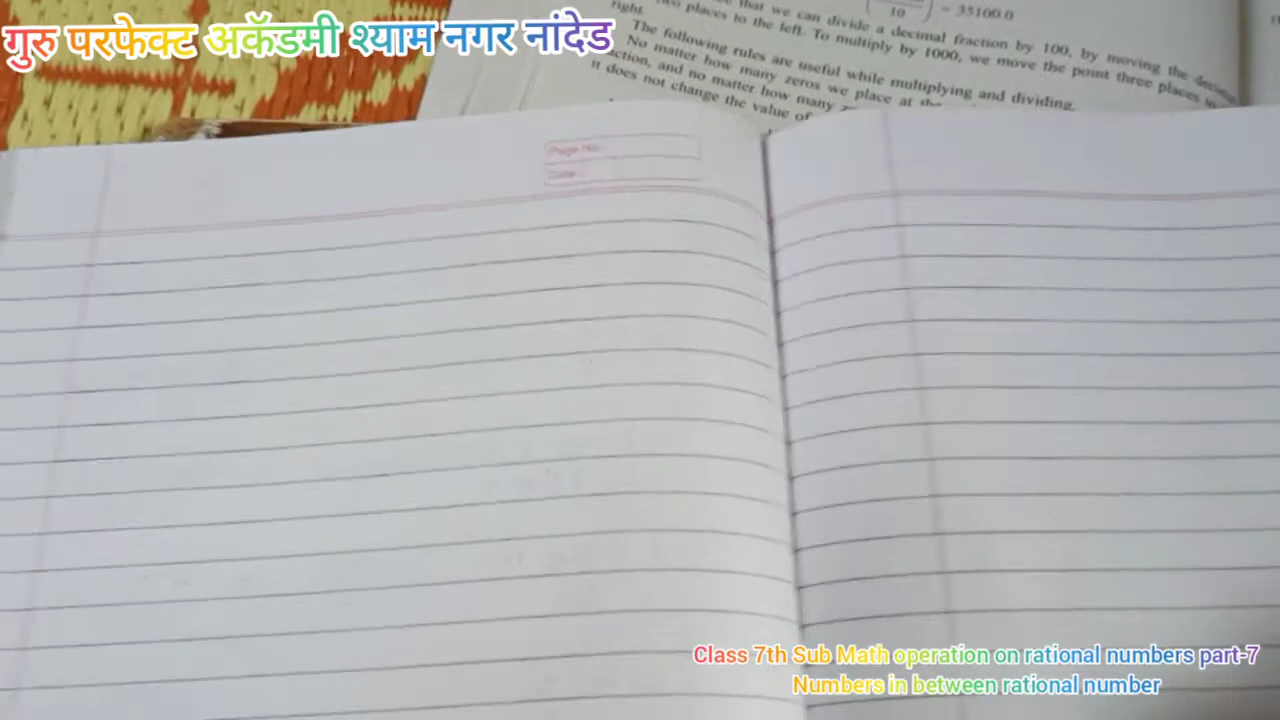 गुरु परफेक्ट अकॅडमी श्याम नगर नांदेड
10
= 35100.0
that we can divide a decimal fraction by 100, by moving the
right.
places to the left. To multiply by 1000, we move the point three places
The following rules are useful while multiplying and dividing.
No matter how many zeros we place at
and no matter how many
it does not change the value of
Page No.
Date
Class 7th Sub Math operation on rational numbers part-7
Numbers in between rational number